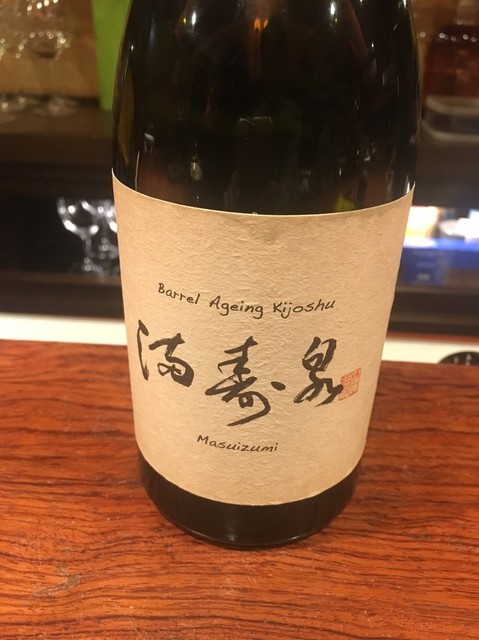 Barrel Ageing Kijoshu
満寿泉
Masuizumi